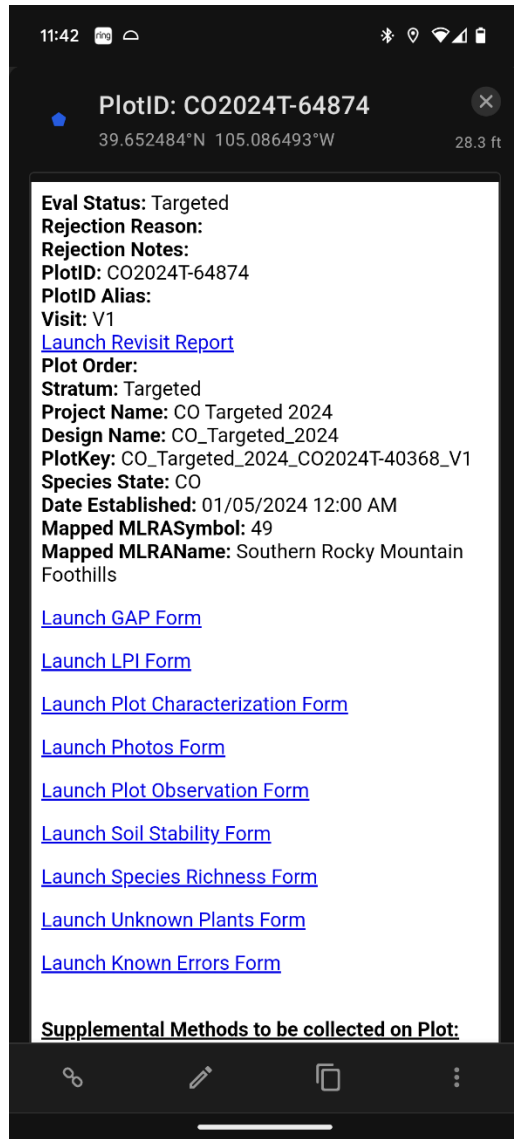 11:42 ring
PlotID: CO2024T-64874
39.652484°N 105.086493°W
28.3 ft
Eval Status: Targeted
Rejection Reason:
Rejection Notes:
PlotID: CO2024T-64874
PlotID Alias:
Visit: V1
Launch Revisit Report
Plot Order:
Stratum: Targeted
Project Name: CO Targeted 2024
Design Name: CO_Targeted_2024
PlotKey: CO_Targeted_2024_CO2024T-40368_V1
Species State: CO
Date Established: 01/05/2024 12:00 AM
Mapped MLRASymbol: 49
Mapped MLRAName: Southern Rocky Mountain
Foothills
Launch GAP Form
Launch LPI Form
Launch Plot Characterization Form
Launch Photos Form
Launch Plot Observation Form
Launch Soil Stability Form
Launch Species Richness Form
Launch Unknown Plants Form
Launch Known Errors Form
Supplemental Methods to be collected on Plot: